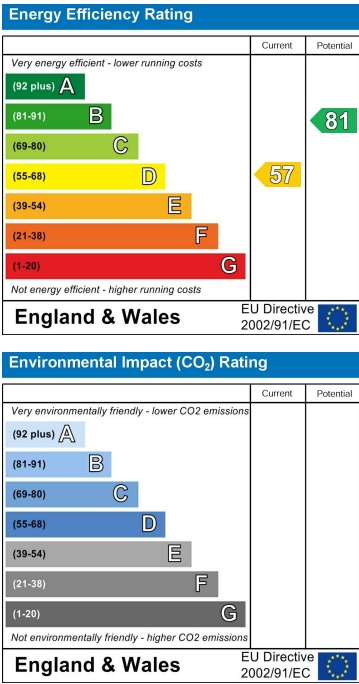 Energy Efficiency Rating
Current Potential
Very energy efficient - lower running costs
(92 plus) A
(81-91) B
81
(69-80) C
(55-68) D
57
(39-54) E
(21-38) F
(1-20) G
Not energy efficient - higher running costs
England & Wales
EU Directive
2002/91/EC
Environmental Impact (CO₂) Rating
Current Potential
Very environmentally friendly - lower CO2 emissions
(92 plus) A
(81-91) B
(69-80) C
(55-68) D
(39-54) E
(21-38) F
(1-20) G
Not environmentally friendly - higher CO2 emissions
England & Wales
EU Directive
2002/91/EC